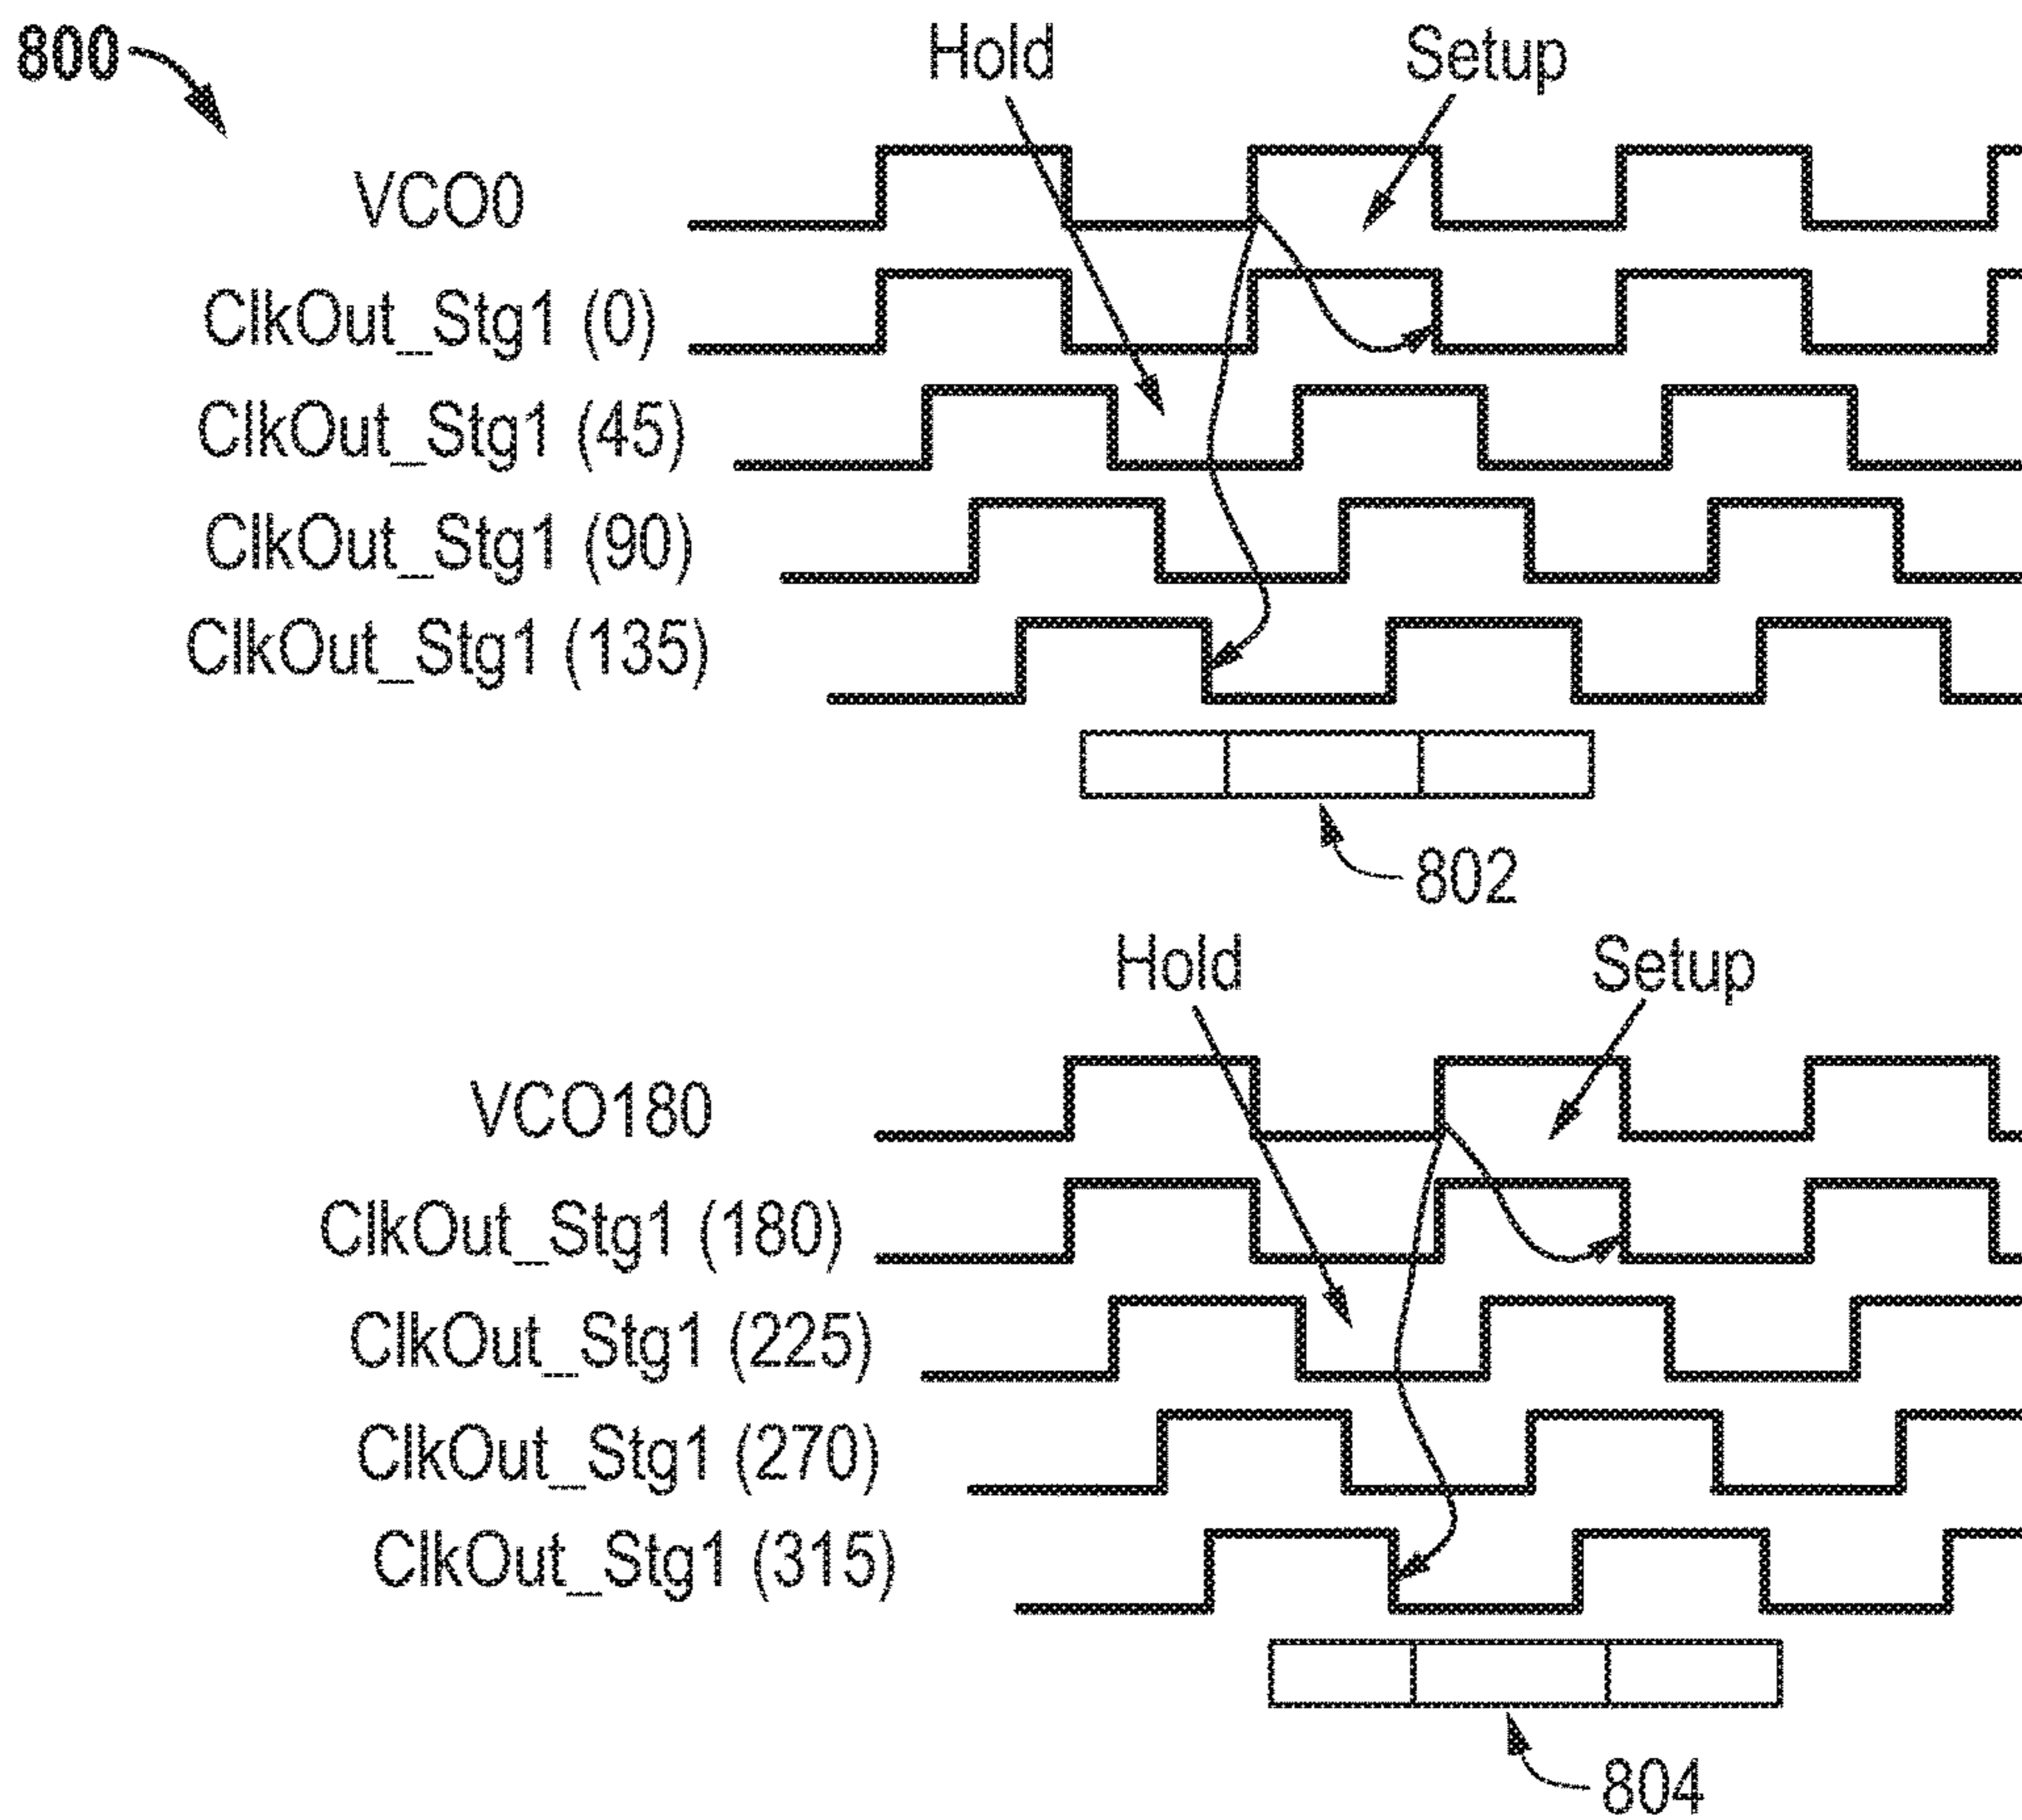 800
Hold
Setup
VCO0
ClkOut_Stg1 (0)
ClkOut_Stg1 (45)
ClkOut_Stg1 (90)
ClkOut_Stg1 (135)
802
Hold
Setup
VCO180
ClkOut_Stg1 (180)
ClkOut_Stg1 (225)
ClkOut_Stg1 (270)
ClkOut_Stg1 (315)
804